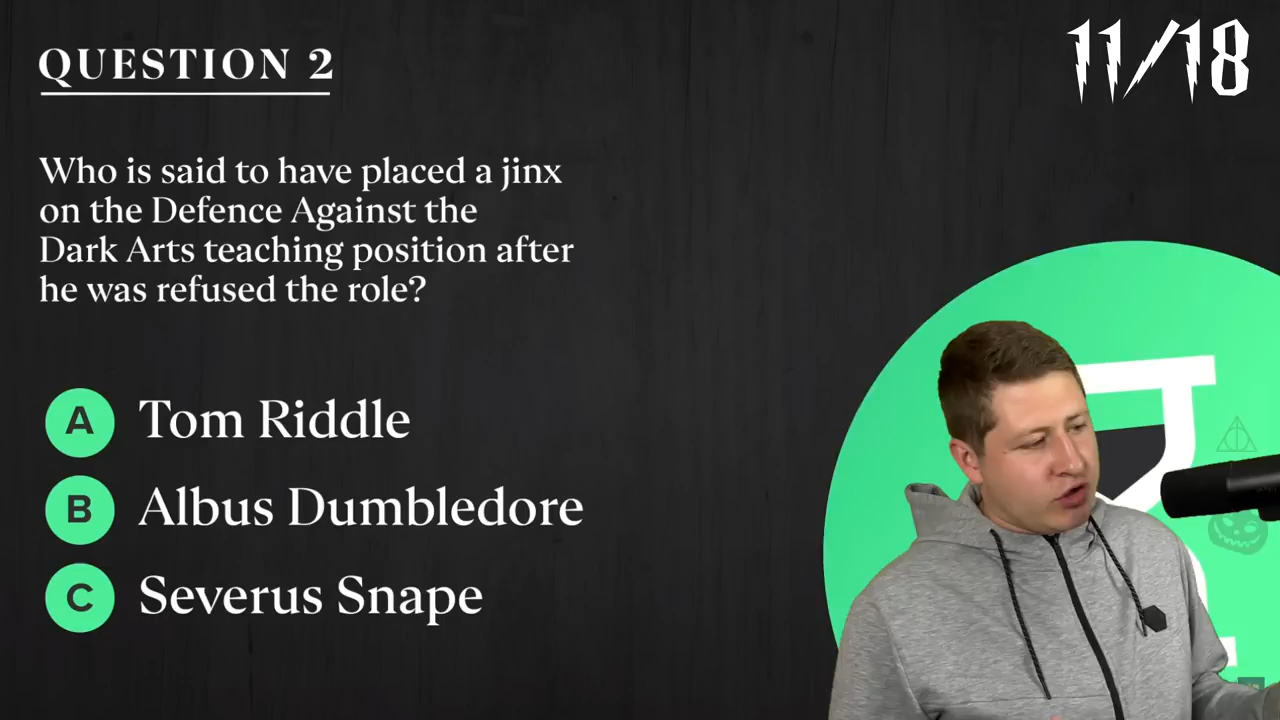 QUESTION 2
11/18
Who is said to have placed a jinx
on the Defence Against the
Dark Arts teaching position after
he was refused the role?
A Tom Riddle
B Albus Dumbledore
C Severus Snape